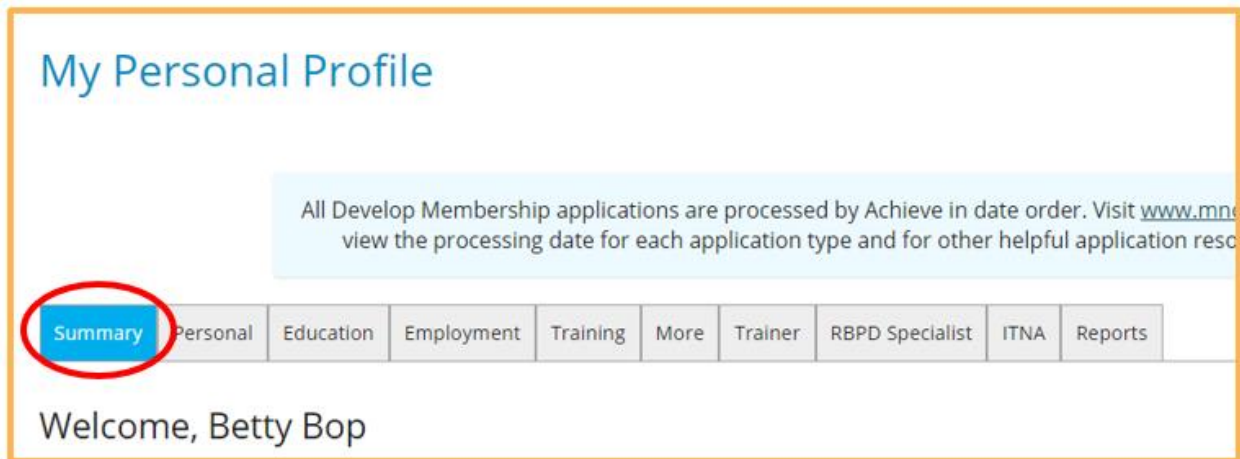 My Personal Profile
All Develop Membership applications are processed by Achieve in date order. Visit
view the processing date for each application type and for other helpful application
Summary Personal Education Employment Training More Trainer RBPD Specialist ITNA Reports
Welcome, Betty Bop